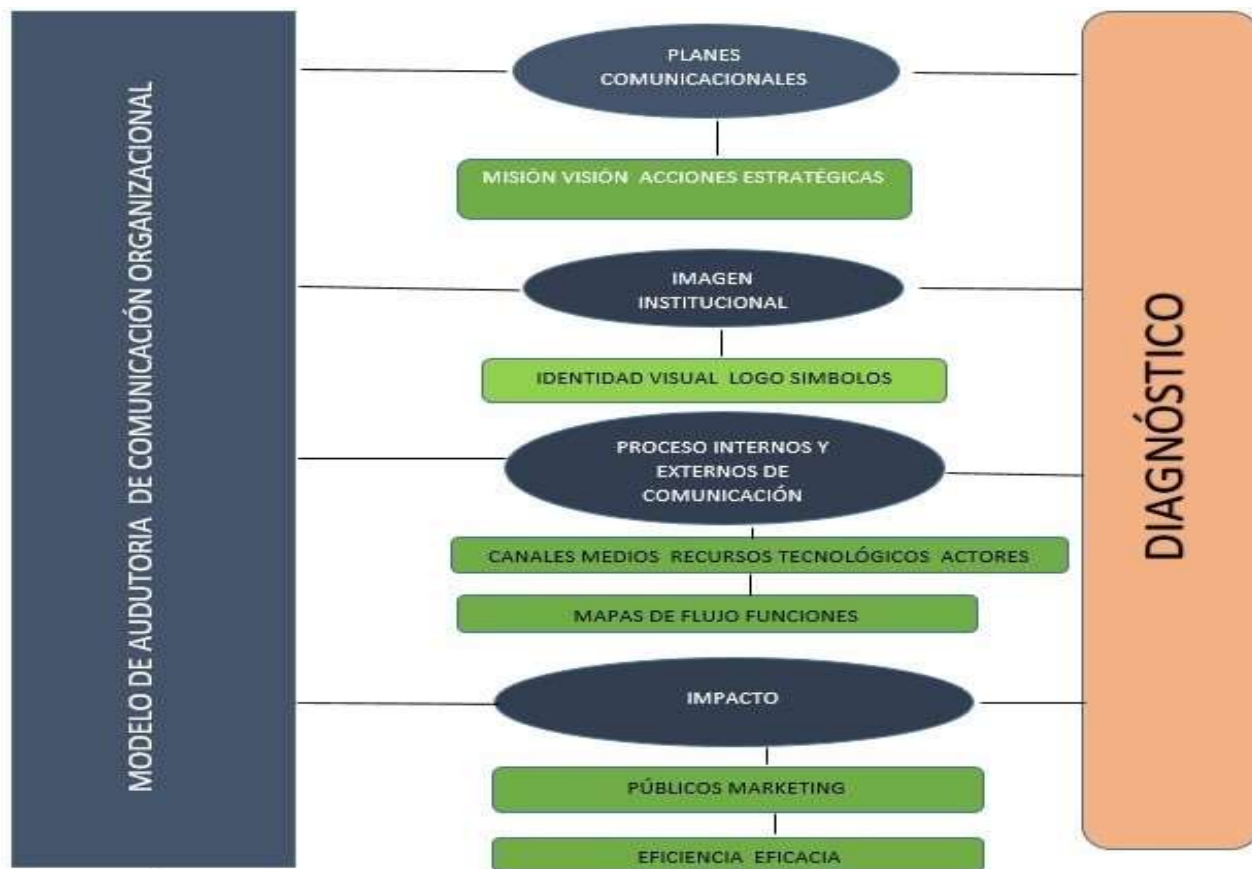 MODELO DE AUDUTORIA DE COMUNICACIÓN ORGANIZACIONAL
PLANES
COMUNICACIONALES
MISIÓN VISIÓN ACCIONES ESTRATÉGICAS
IMAGEN
INSTITUCIONAL
IDENTIDAD VISUAL LOGO SIMBOLOS
PROCESO INTERNOS Y
EXTERNOS DE
COMUNICACIÓN
CANALES MEDIOS RECURSOS TECNOLÓGICOS ACTORES
MAPAS DE FLUJO FUNCIONES
IMPACTO
PÚBLICOS MARKETING
EFICIENCIA EFICACIA
DIAGNÓSTICO